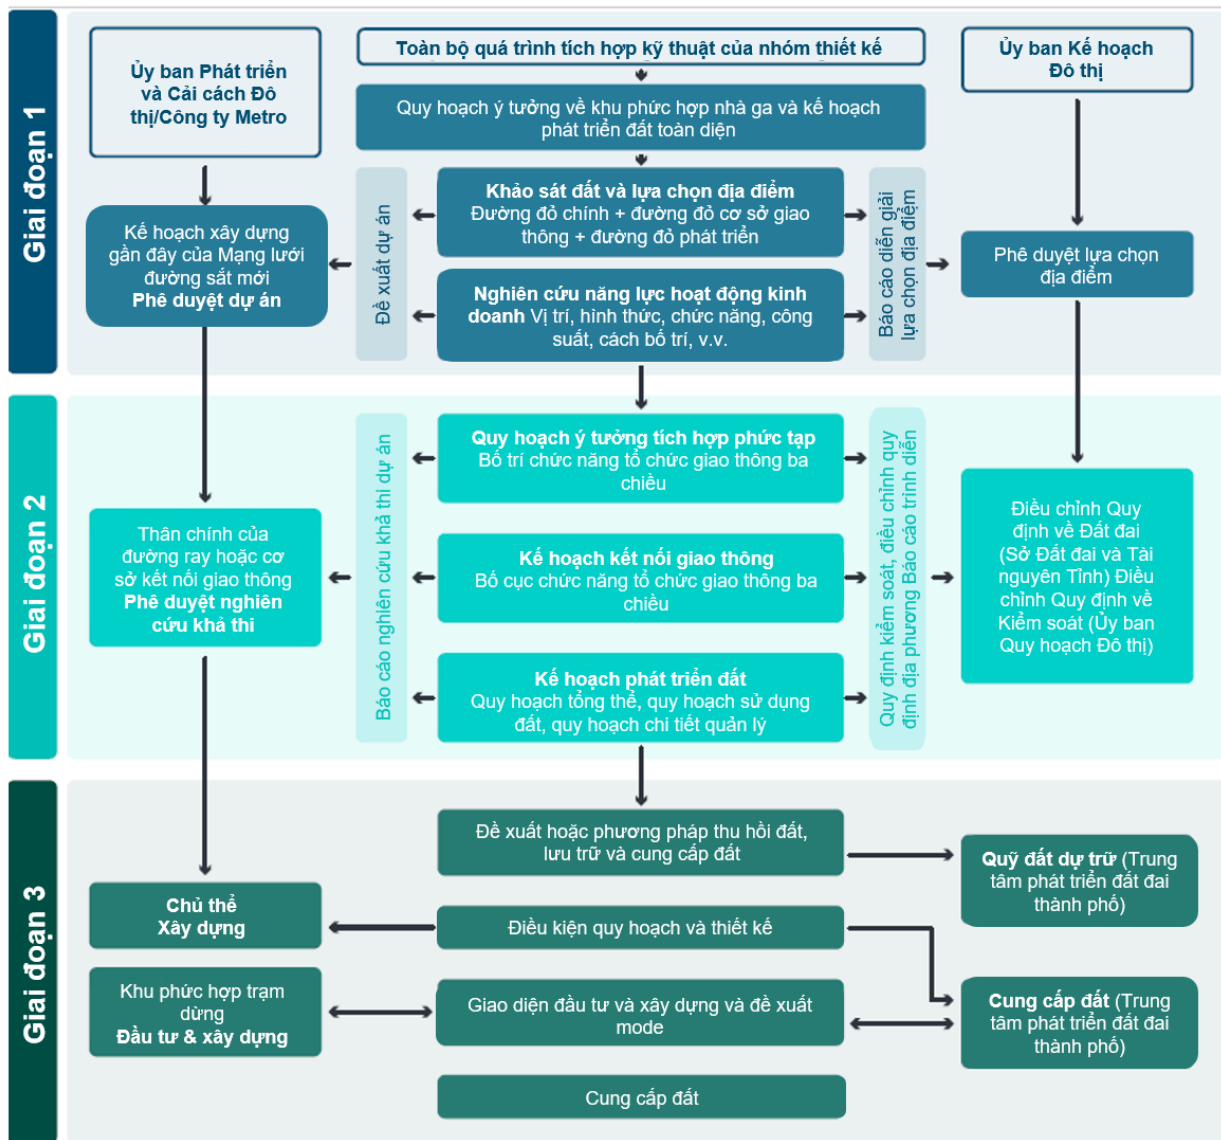 Giai đoạn 1
Ủy ban Phát triển
và Cải cách Đô
thị/Công ty Metro
Toàn bộ quá trình tích hợp kỹ thuật của nhóm thiết kế
Ủy ban Kế hoạch
Đô thị
Quy hoạch ý tưởng về khu phức hợp nhà ga và kế hoạch
phát triển đất toàn diện
Kế hoạch xây dựng
gần đây của Mạng lưới
đường sắt mới
Phê duyệt dự án
Đề xuất dự án
Khảo sát đất và lựa chọn địa điểm
Đường đỏ chính + đường đỏ cơ sở giao
thông + đường đỏ phát triển
Nghiên cứu năng lực hoạt động kinh
doanh Vị trí, hình thức, chức năng, công
suất, cách bố trí, v.v.
Báo cáo diễn giải
lựa chọn địa điểm
Phê duyệt lựa chọn
địa điểm
Giai đoạn 2
Thân chính của
đường ray hoặc cơ
sở kết nối giao thông
Phê duyệt nghiên
cứu khả thi
Báo cáo nghiên cứu khả thi dự án
Quy hoạch ý tưởng tích hợp phức tạp
Bố trí chức năng tổ chức giao thông ba
chiều
Kế hoạch kết nối giao thông
Bố cục chức năng tổ chức giao thông ba
chiều
Kế hoạch phát triển đất
Quy hoạch tổng thể, quy hoạch sử dụng
đất, quy hoạch chi tiết quản lý
Quy định kiểm soát, điều chỉnh quy
định địa phương Báo cáo trình diễn
Điều chỉnh Quy
định về Đất đai
(Sở Đất đai và Tài
nguyên Tỉnh) Điều
chỉnh Quy định về
Kiểm soát (Ủy ban
Quy hoạch Đô thị)
Giai đoạn 3
Đề xuất hoặc phương pháp thu hồi đất,
lưu trữ và cung cấp đất
Quỹ đất dự trữ (Trung
tâm phát triển đất đai
thành phố)
Chủ thể
Xây dựng
Điều kiện quy hoạch và thiết kế
Khu phức hợp trạm
dừng
Đầu tư & xây dựng
Giao diện đầu tư và xây dựng và đề xuất
mode
Cung cấp đất (Trung
tâm phát triển đất đai
thành phố)
Cung cấp đất